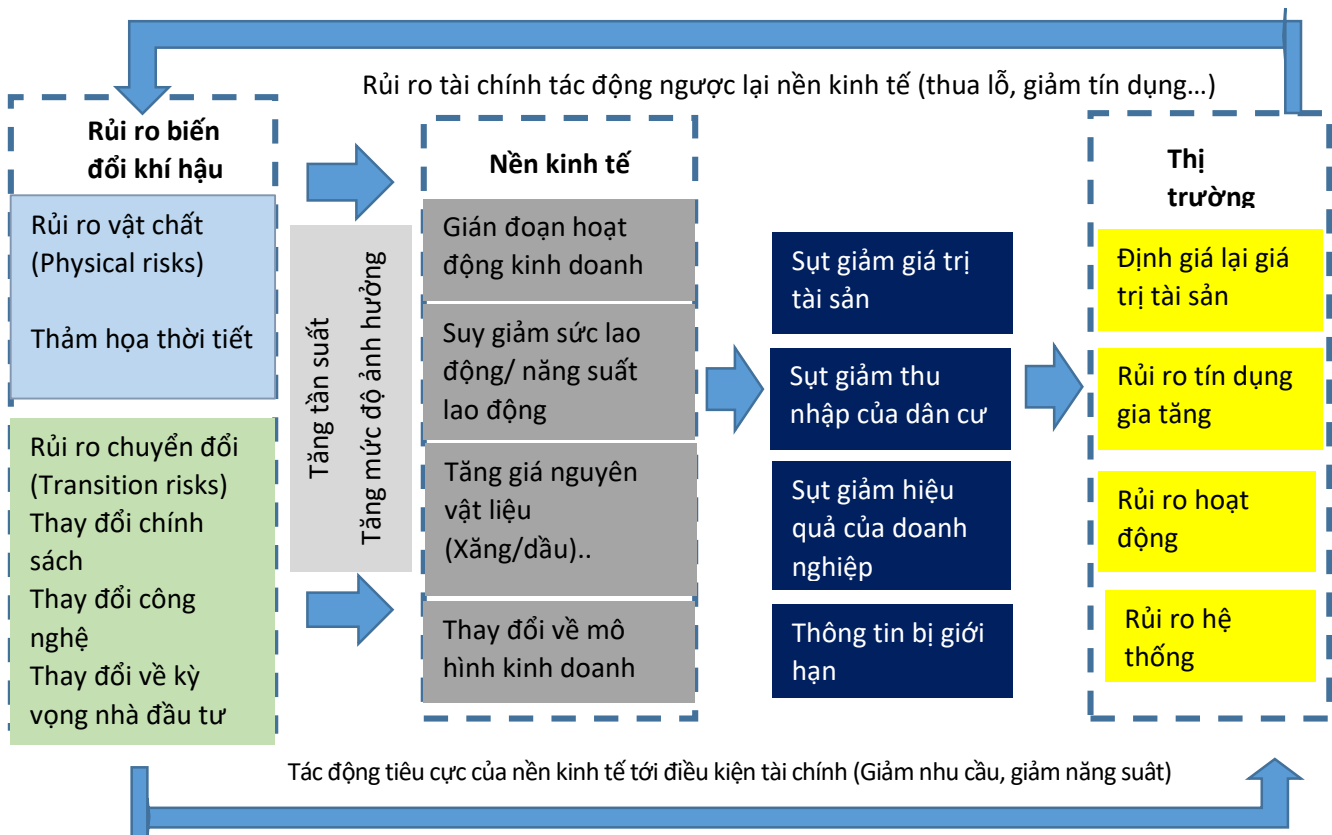 Rủi ro tài chính tác động ngược lại nền kinh tế (thua lỗ, giảm tín dụng…)
Rủi ro biến
đổi khí hậu
Rủi ro vật chất
(Physical risks)
Thảm họa thời tiết
Rủi ro chuyển đổi
(Transition risks)
Thay đổi chính
sách
Thay đổi công
nghệ
Thay đổi về kỳ
vọng nhà đầu tư
Tăng tần suất
Tăng mức độ ảnh hưởng
Nền kinh tế
Gián đoạn hoạt
động kinh doanh
Suy giảm sức lao
động/ năng suất
lao động
Tăng giá nguyên
vật liệu
(Xăng/dầu)..
Thay đổi về mô
hình kinh doanh
Sụt giảm giá trị
tài sản
Sụt giảm thu
nhập của dân cư
Sụt giảm hiệu
quả của doanh
nghiệp
Thông tin bị giới
hạn
Thị
trường
Định giá lại giá
trị tài sản
Rủi ro tín dụng
gia tăng
Rủi ro hoạt
động
Rủi ro hệ
thống
Tác động tiêu cực của nền kinh tế tới điều kiện tài chính (Giảm nhu cầu, giảm năng suât)